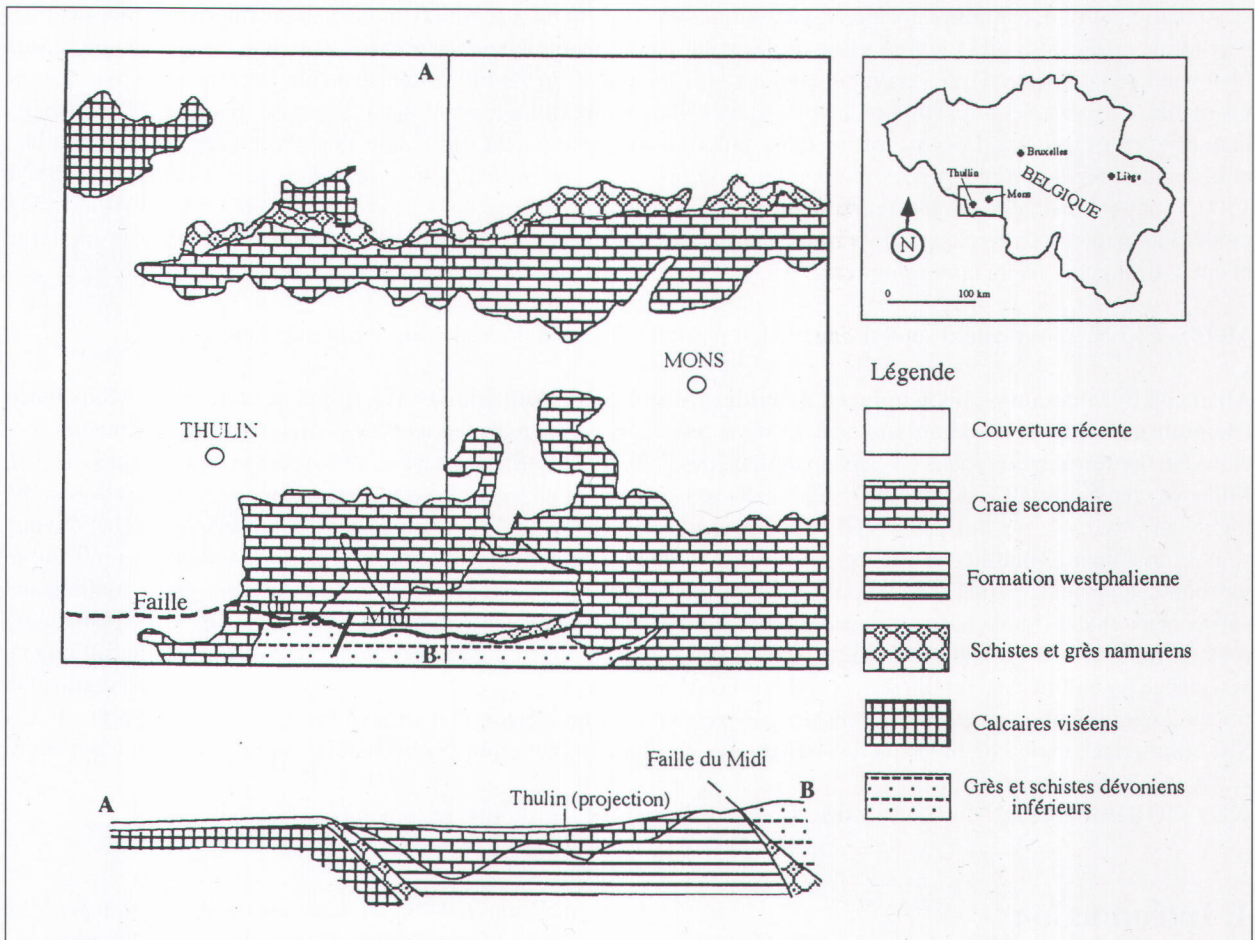 A
THULIN
MONS
Faille du Midi
B
Bruxelles
Thulin
Mons
Liège
BELGIQUE
N
0 100 km
Légende
Couverture récente
Craie secondaire
Formation westphalienne
Schistes et grès namuriens
Calcaires viséens
Grès et schistes dévoniens
inférieurs
A
Thulin (projection)
Faille du Midi
B